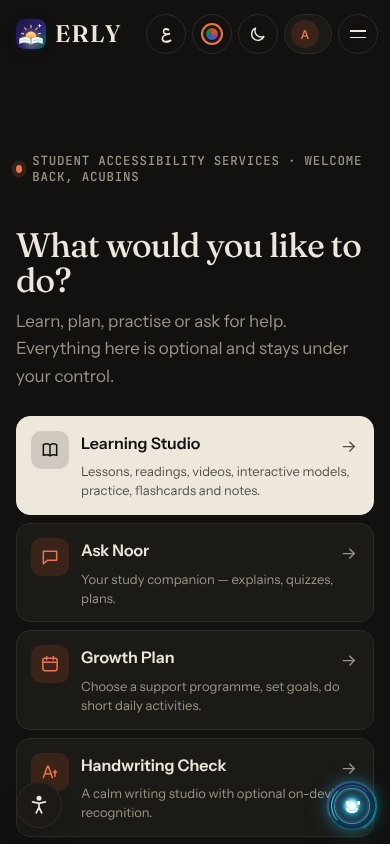 ERLY
ع
A
STUDENT ACCESSIBILITY SERVICES · WELCOME
BACK, ACUBINS
What would you like to
do?
Learn, plan, practise or ask for help.
Everything here is optional and stays under
your control.
Learning Studio
Lessons, readings, videos, interactive models,
practice, flashcards and notes.
Ask Noor
Your study companion — explains, quizzes,
plans.
Growth Plan
Choose a support programme, set goals, do
short daily activities.
Handwriting Check
A calm writing studio with optional
recognition.